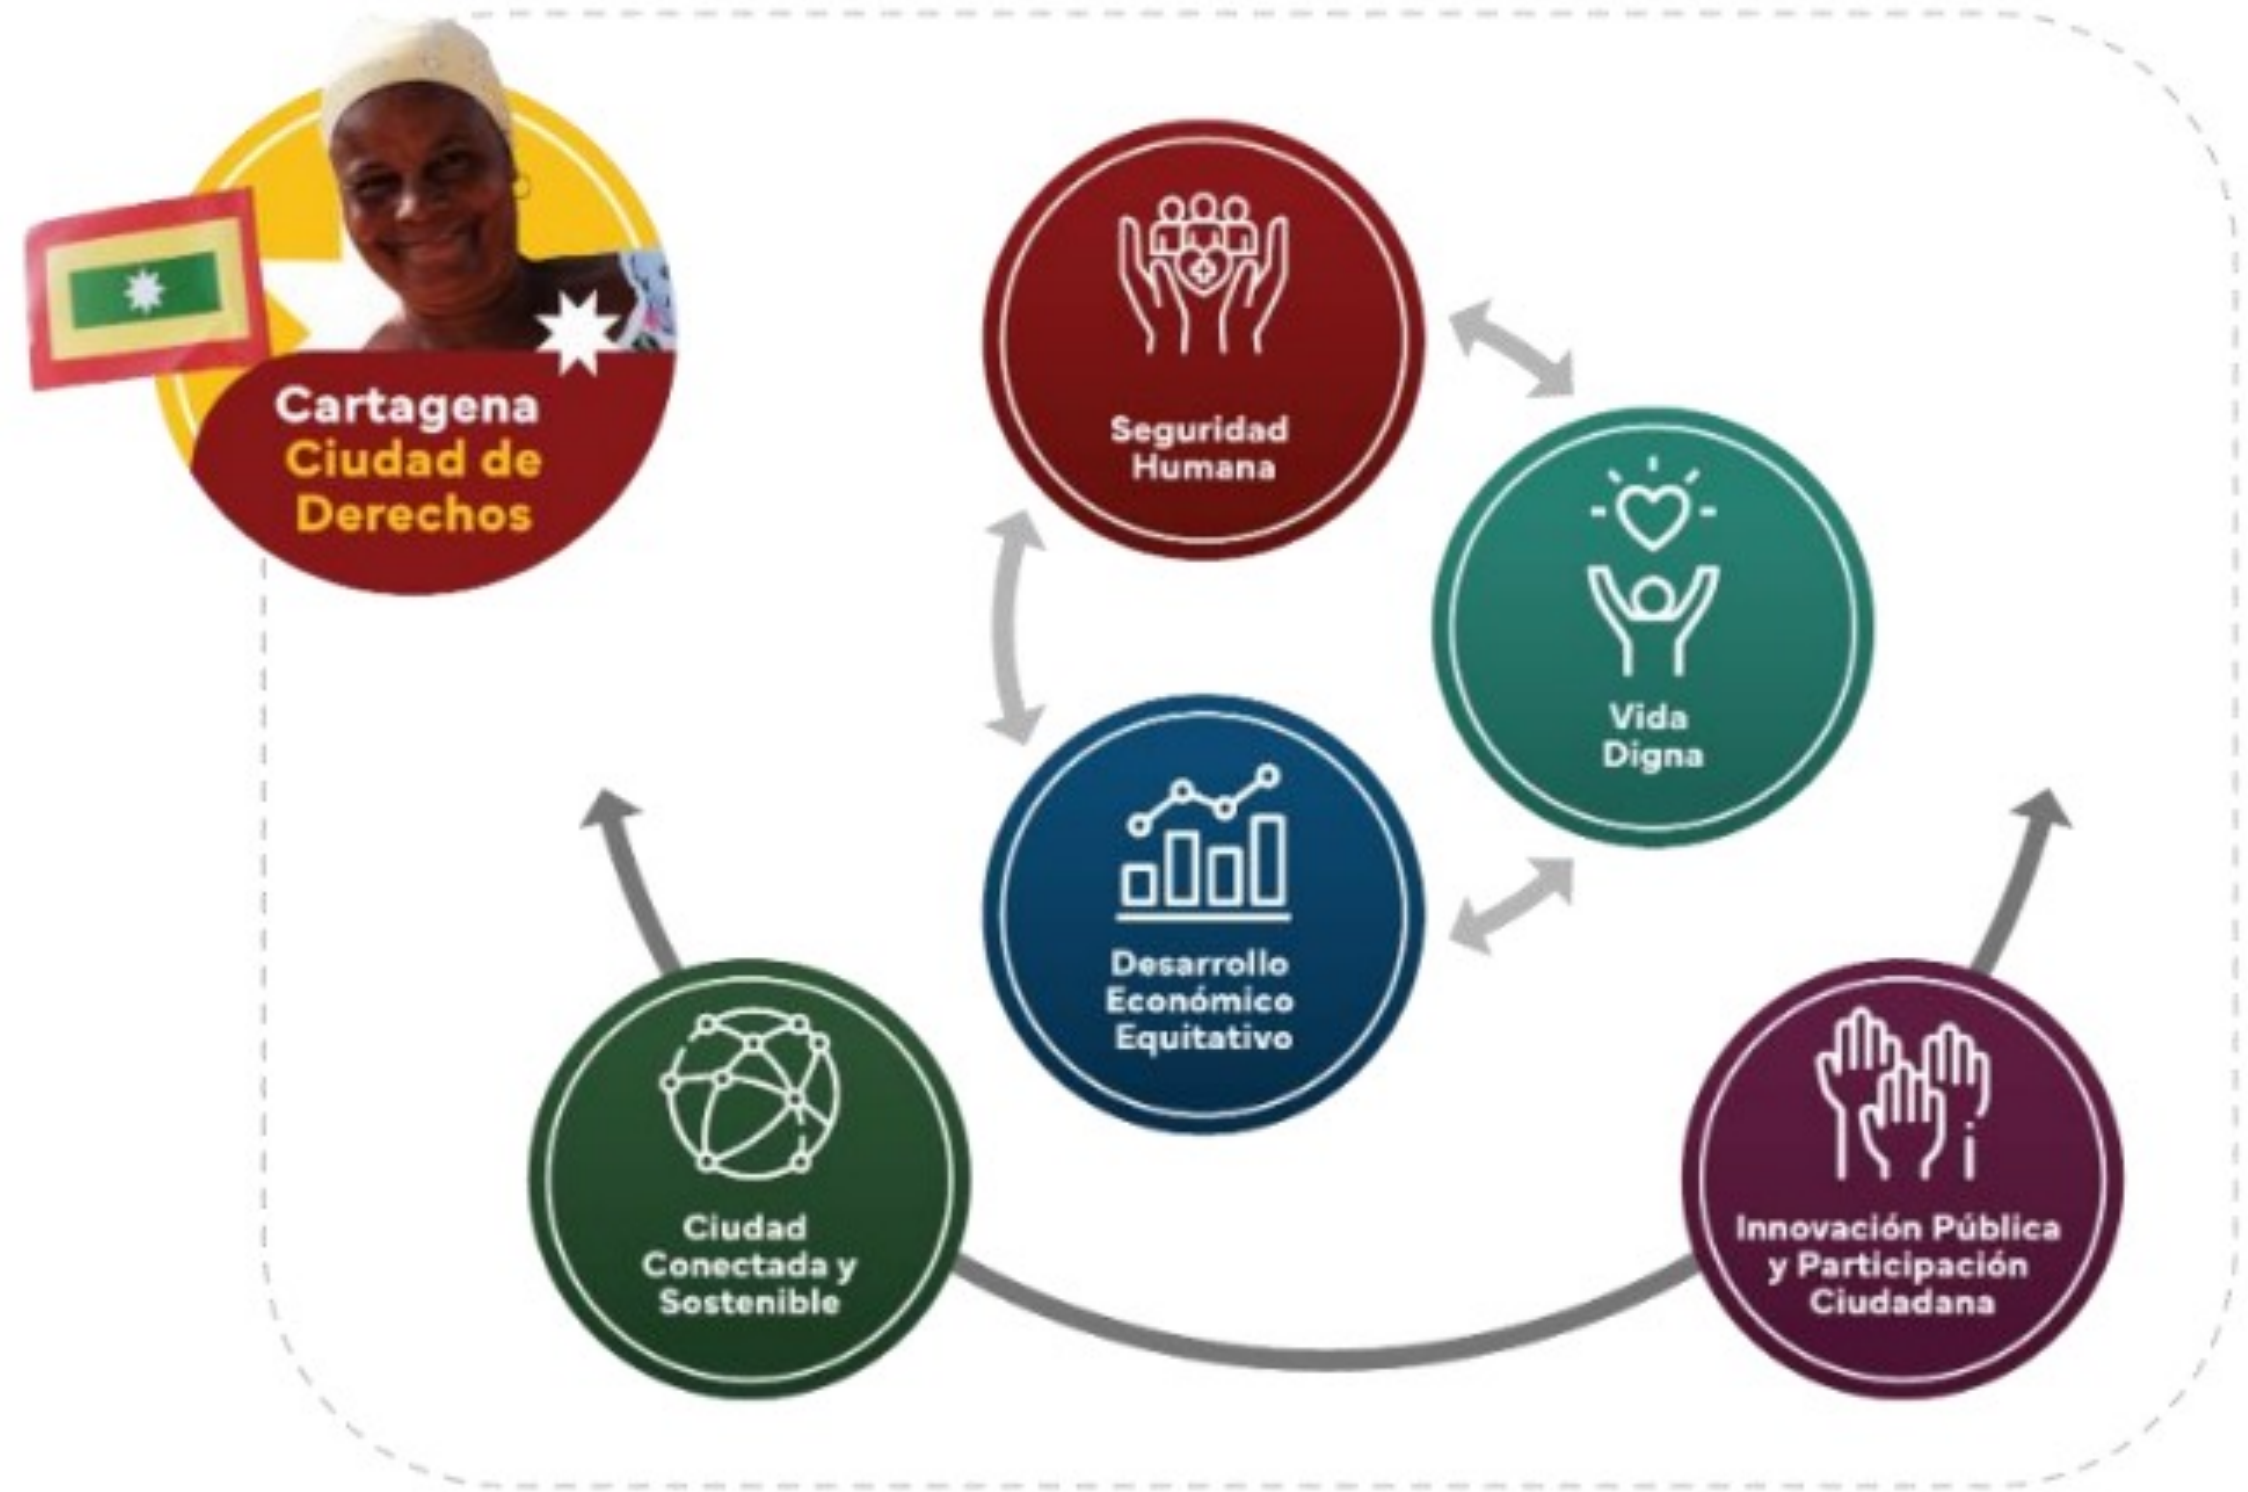 Cartagena
Ciudad de
Derechos
Seguridad
Humana
Vida
Digna
Desarrollo
Económico
Equitativo
Ciudad
Conectada y
Sostenible
Innovación Pública
y Participación
Ciudadana